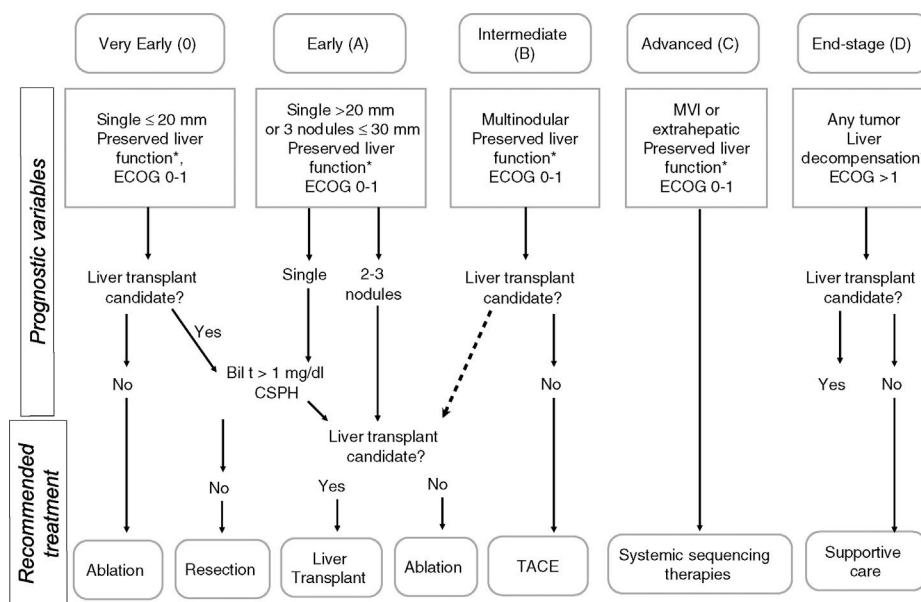 Very Early (0)
Early (A)
Intermediate
(B)
Advanced (C)
End-stage (D)
Prognostic variables
Single ≤ 20 mm
Preserved liver
function*,
ECOG 0-1
Single >20 mm
or 3 nodules ≤ 30 mm
Preserved liver
function*
ECOG 0-1
Multinodular
Preserved liver
function*
ECOG 0-1
MVI or
extrahepatic
Preserved liver
function*
ECOG 0-1
Any tumor
Liver
decompensation
ECOG >1
Liver transplant
candidate?
Single
2-3
nodules
Liver transplant
candidate?
Liver transplant
candidate?
Yes
No
Bil t > 1 mg/dl
CSPH
No
Yes
No
Liver transplant
candidate?
Recommended
treatment
No
Yes
No
Ablation
Resection
Liver
Transplant
Ablation
TACE
Systemic sequencing
therapies
Supportive
care